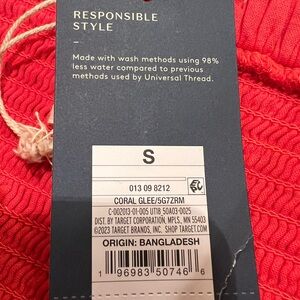 RESPONSIBLE
STYLE
Made with wash methods using 98%
less water compared to previous
methods used by Universal Thread.
S
013 09 8212
CORAL GLEE/5G7ZRM
C-002013-01-005 UT18 50A03-0025
DIST. BY TARGET CORPORATION, MPLS., MN 55403
©2023 TARGET BRANDS, INC. SHOP TARGET.COM
ORIGIN: BANGLADESH
1 96983 50746 6